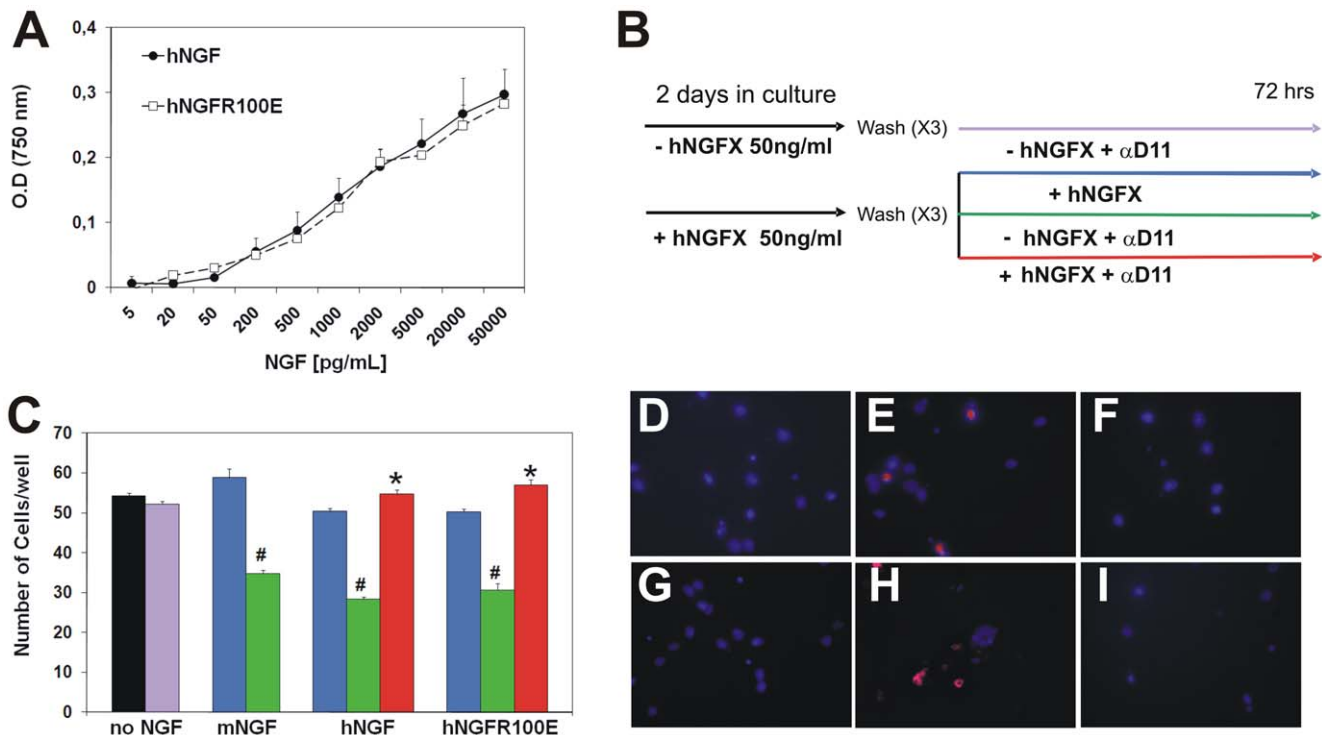 A
hNGF
hNGFR100E
O.D (750 nm)
0,4
0,3
0,2
0,1
0
5
20
50
200
500
1000
2000
5000
20000
50000
NGF [pg/mL]
B
2 days in culture
72 hrs
- hNGFX 50ng/ml
Wash (X3)
- hNGFX + αD11
+ hNGFX
+ hNGFX 50ng/ml
Wash (X3)
- hNGFX + αD11
+ hNGFX + αD11
C
Number of Cells/well
70
60
50
40
30
20
10
0
#
#
*
#
*
no NGF
mNGF
hNGF
hNGFR100E
D
E
F
G
H
I